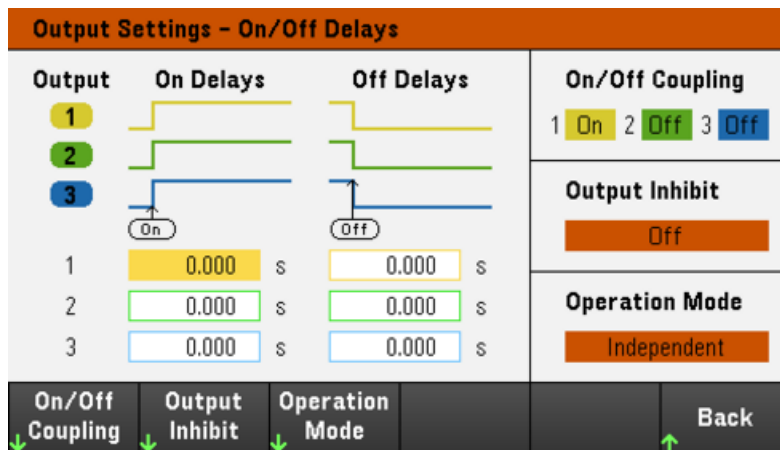 Output Settings – On/Off Delays
Output On Delays Off Delays
1
2
3
On Off
1 0.000 s 0.000 s
2 0.000 s 0.000 s
3 0.000 s 0.000 s
On/Off Coupling
1 On 2 Off 3 Off
Output Inhibit
Off
Operation Mode
Independent
On/Off Coupling
Output Inhibit
Operation Mode
Back